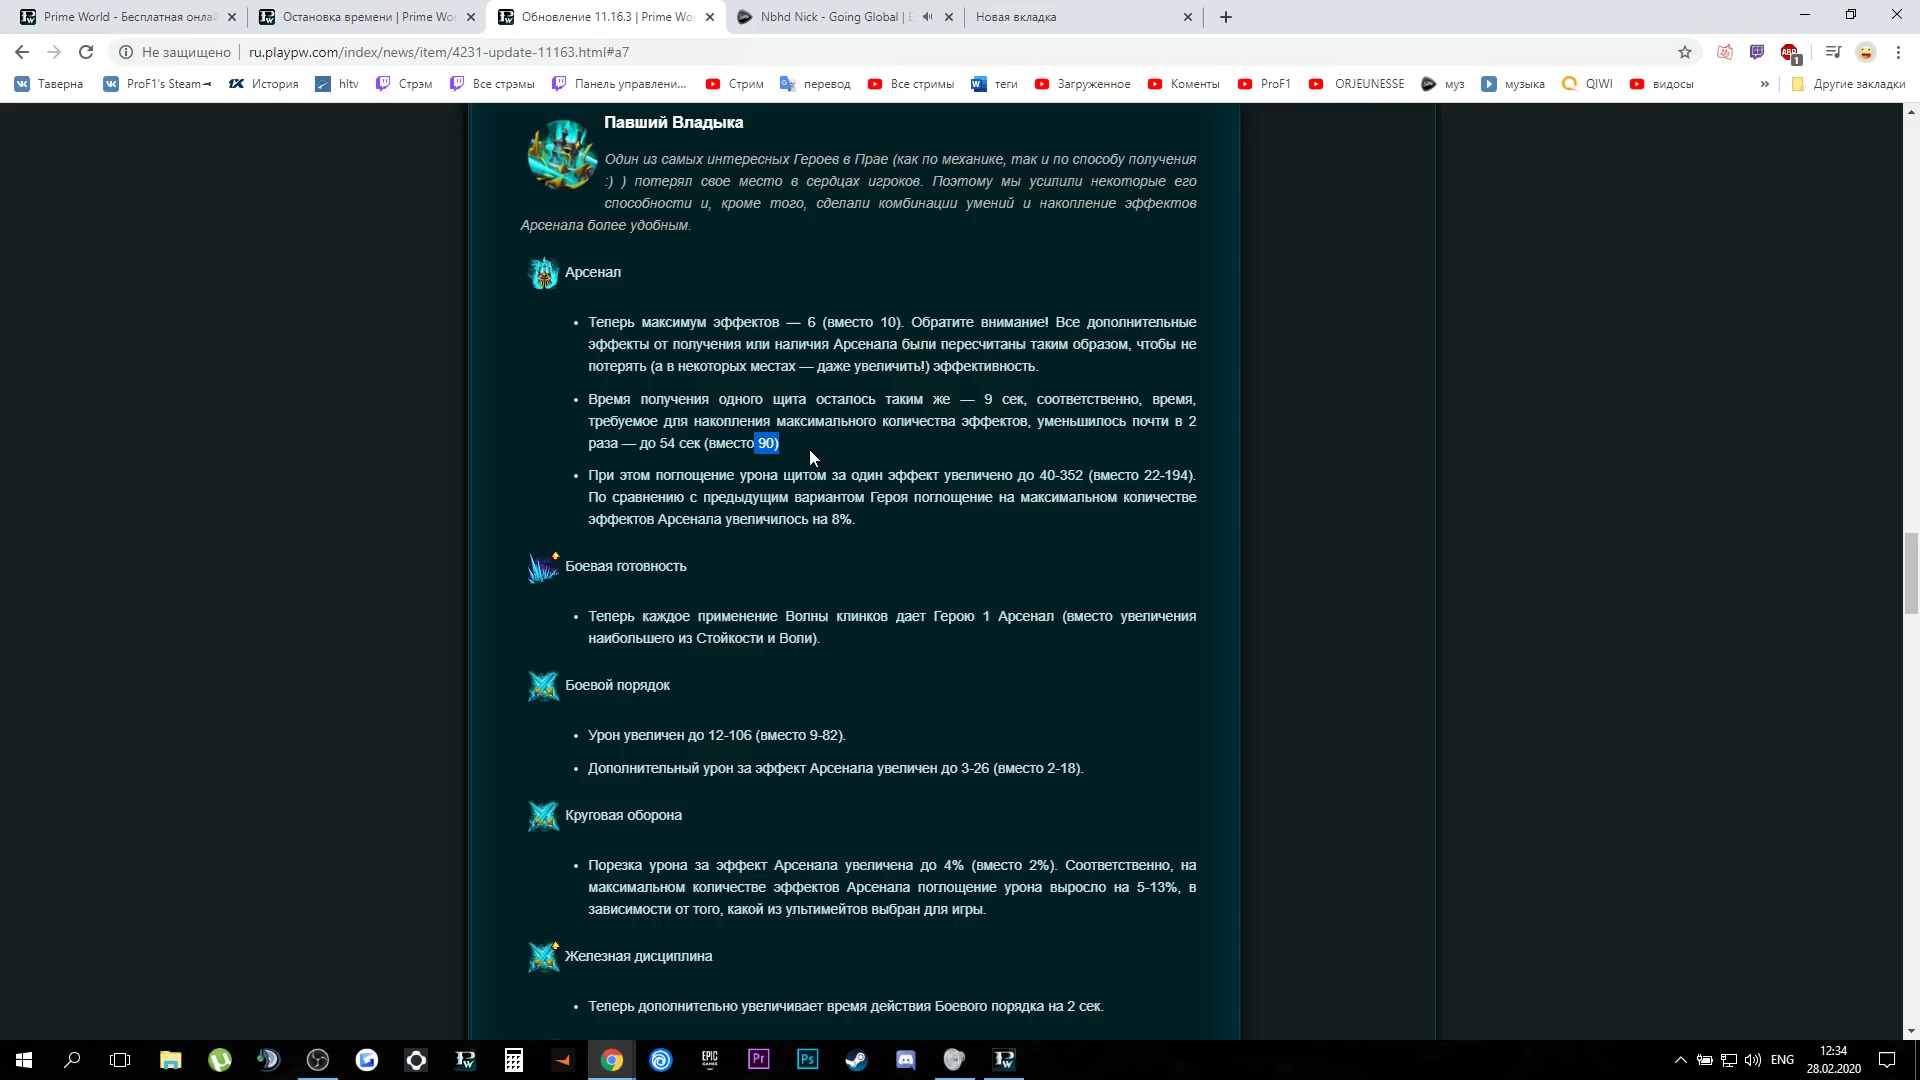 Prime World - Бесплатная онлай
Остановка времени | Prime Wo
Обновление 11.16.3 | Prime Wor
Nbhd Nick - Going Global | E
Новая вкладка
Не защищено | ru.playpw.com/index/news/item/4231-update-11163.html#a7
1
Таверна ProF1's Steam История hltv Стрэм Все стрэмы Панель управлени... Стрим перевод Все стримы теги Загруженное Коменты ProF1 ORJEUNESSE муз музыка QIWI видосы » Другие закладки
Павший Владыка
Один из самых интересных Героев в Прае (как по механике, так и по способу получения
:) ) потерял свое место в сердцах игроков. Поэтому мы усилили некоторые его
способности и, кроме того, сделали комбинации умений и накопление эффектов
Арсенала более удобным.
Арсенал
• Теперь максимум эффектов — 6 (вместо 10). Обратите внимание! Все дополнительные
эффекты от получения или наличия Арсенала были пересчитаны таким образом, чтобы не
потерять (а в некоторых местах — даже увеличить!) эффективность.
• Время получения одного щита осталось таким же — 9 сек, соответственно, время,
требуемое для накопления максимального количества эффектов, уменьшилось почти в 2
раза — до 54 сек (вместо 90)
• При этом поглощение урона щитом за один эффект увеличено до 40-352 (вместо 22-194).
По сравнению с предыдущим вариантом Героя поглощение на максимальном количестве
эффектов Арсенала увеличилось на 8%.
Боевая готовность
• Теперь каждое применение Волны клинков дает Герою 1 Арсенал (вместо увеличения
наибольшего из Стойкости и Воли).
Боевой порядок
• Урон увеличен до 12-106 (вместо 9-82).
• Дополнительный урон за эффект Арсенала увеличен до 3-26 (вместо 2-18).
Круговая оборона
• Порезка урона за эффект Арсенала увеличена до 4% (вместо 2%). Соответственно, на
максимальном количестве эффектов Арсенала поглощение урона выросло на 5-13%, в
зависимости от того, какой из ультимейтов выбран для игры.
Железная дисциплина
• Теперь дополнительно увеличивает время действия Боевого порядка на 2 сек.
EPIC GAMES Pr Ps ENG 12:34
28.02.2020